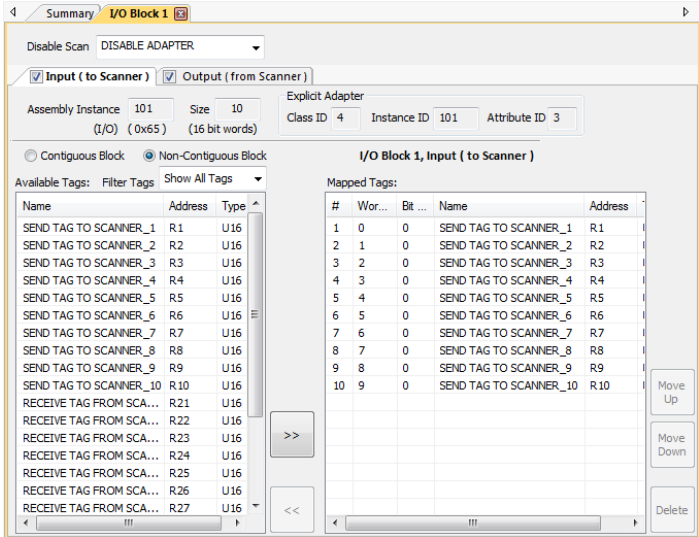 Summary I/O Block 1
Disable Scan DISABLE ADAPTER
Input ( to Scanner ) Output ( from Scanner )
Explicit Adapter
Assembly Instance 101 Size 10
Class ID 4 Instance ID 101 Attribute ID 3
(I/O) ( 0x65 ) (16 bit words)
Contiguous Block Non-Contiguous Block I/O Block 1, Input ( to Scanner )
Available Tags: Filter Tags Show All Tags Mapped Tags:
Name Address Type # Wor... Bit ... Name Address
SEND TAG TO SCANNER_1 R1 U16 1 0 0 SEND TAG TO SCANNER_1 R1
SEND TAG TO SCANNER_2 R2 U16 2 1 0 SEND TAG TO SCANNER_2 R2
SEND TAG TO SCANNER_3 R3 U16 3 2 0 SEND TAG TO SCANNER_3 R3
SEND TAG TO SCANNER_4 R4 U16 4 3 0 SEND TAG TO SCANNER_4 R4
SEND TAG TO SCANNER_5 R5 U16 5 4 0 SEND TAG TO SCANNER_5 R5
SEND TAG TO SCANNER_6 R6 U16 6 5 0 SEND TAG TO SCANNER_6 R6
SEND TAG TO SCANNER_7 R7 U16 7 6 0 SEND TAG TO SCANNER_7 R7
SEND TAG TO SCANNER_8 R8 U16 8 7 0 SEND TAG TO SCANNER_8 R8
SEND TAG TO SCANNER_9 R9 U16 9 8 0 SEND TAG TO SCANNER_9 R9
SEND TAG TO SCANNER_10 R10 U16 10 9 0 SEND TAG TO SCANNER_10 R10
RECEIVE TAG FROM SCA... R21 U16
RECEIVE TAG FROM SCA... R22 U16
RECEIVE TAG FROM SCA... R23 U16
RECEIVE TAG FROM SCA... R24 U16
RECEIVE TAG FROM SCA... R25 U16
RECEIVE TAG FROM SCA... R26 U16
RECEIVE TAG FROM SCA... R27 U16
>>
<<
Move
Up
Move
Down
Delete